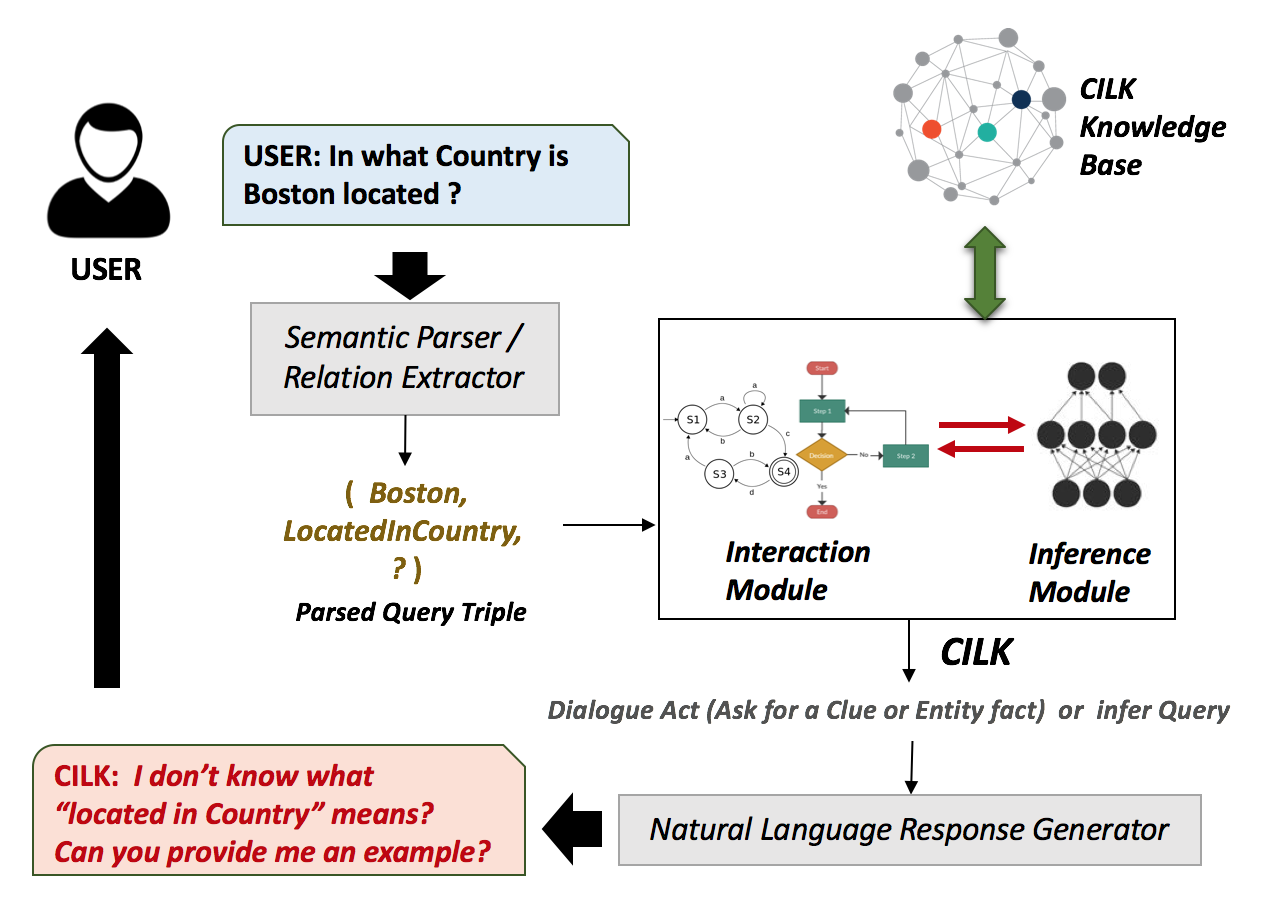 USER: In what Country is
Boston located ?
USER
CILK
Knowledge
Base
Semantic Parser /
Relation Extractor
( Boston,
LocatedInCountry,
? )
Parsed Query Triple
S1
a
b
S2
a
c
a
S3
b
d
S4
Start
Step 1
Decision
No
Step 2
Yes
End
Interaction
Module
Inference
Module
CILK
Dialogue Act (Ask for a Clue or Entity fact) or infer Query
Natural Language Response Generator
CILK: I don’t know what
“located in Country” means?
Can you provide me an example?